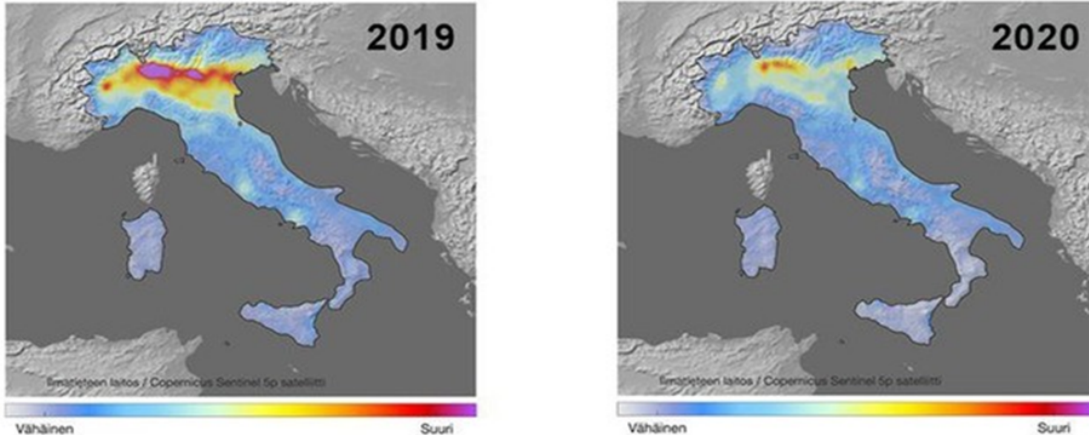 2019
Ilmatieteen laitos / Copernicus Sentinel 5p satelliitti
Vähäinen Suuri
2020
Ilmatieteen laitos / Copernicus Sentinel 5p satelliitti
Vähäinen Suuri